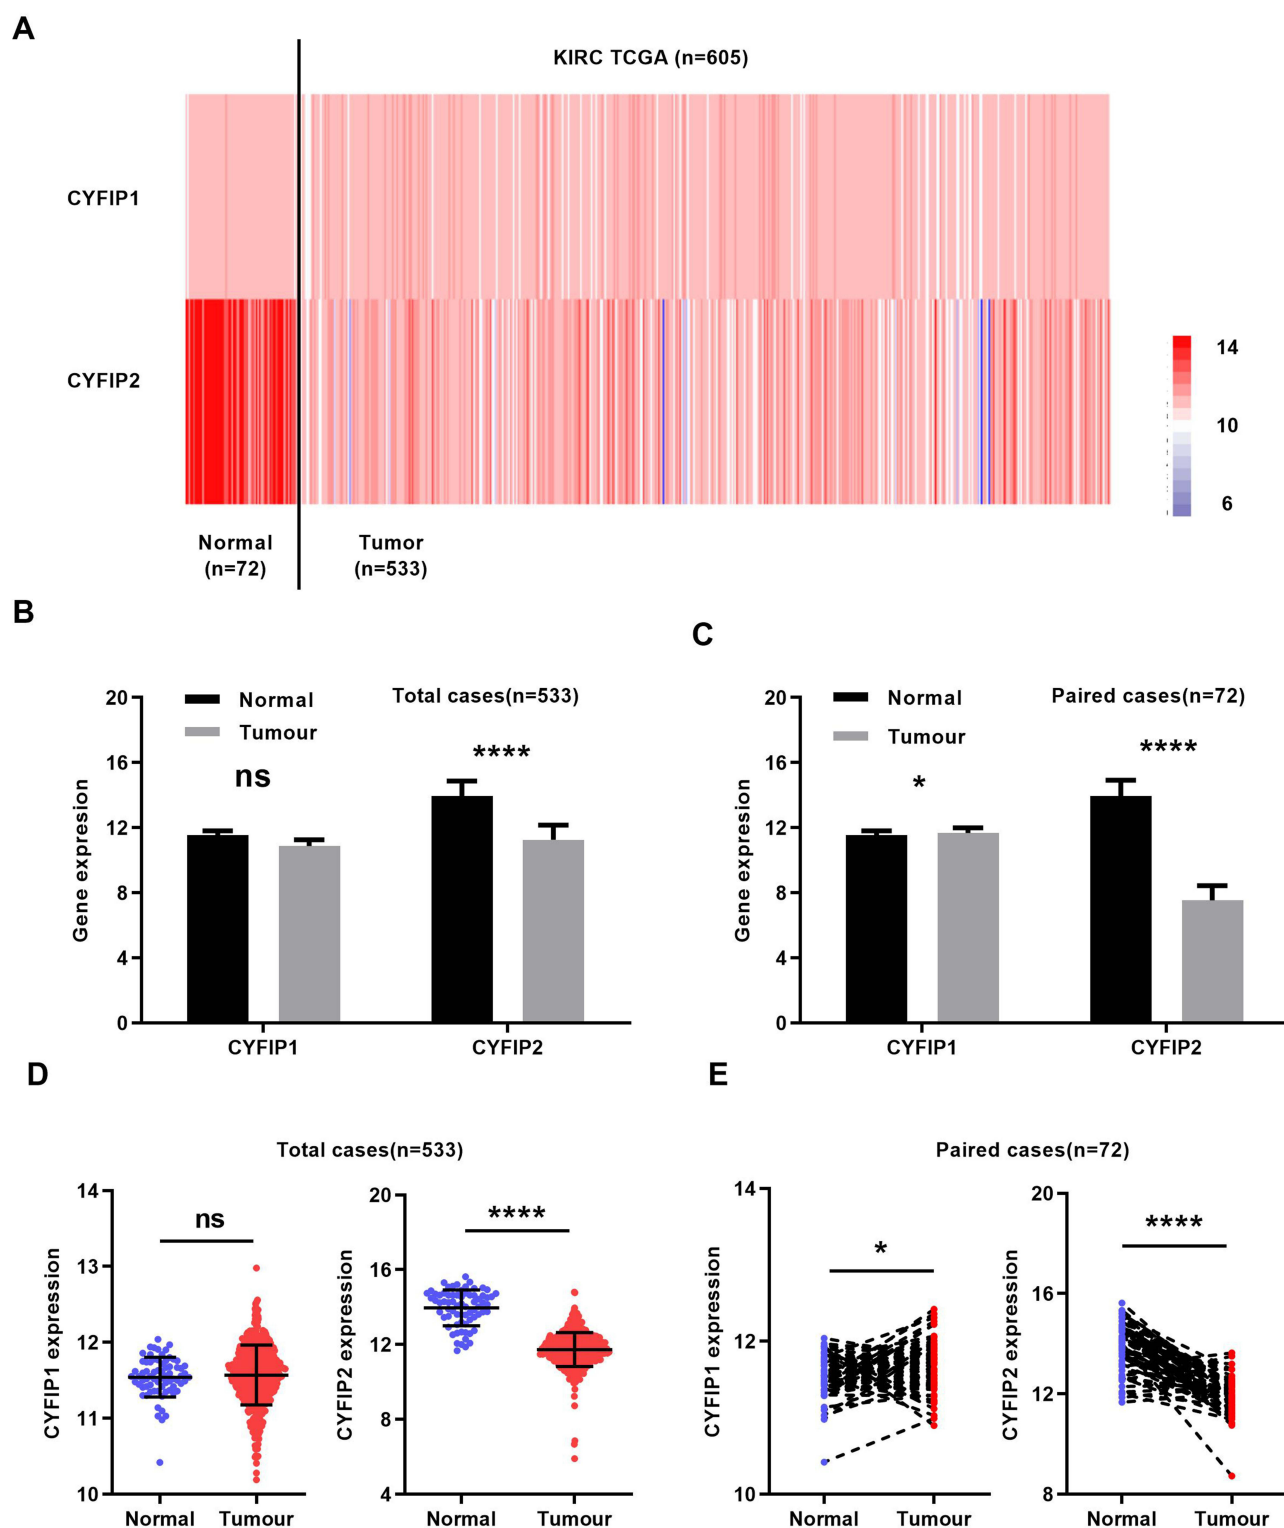 A
KIRC TCGA (n=605)
CYFIP1
CYFIP2
14
10
6
Normal
(n=72)
Tumor
(n=533)
B
20
16
12
8
4
0
Gene expresion
Normal
Tumour
Total cases(n=533)
ns
****
CYFIP1
CYFIP2
C
20
16
12
8
4
0
Gene expresion
Normal
Tumour
Paired cases(n=72)
*
****
CYFIP1
CYFIP2
D
Total cases(n=533)
14
13
12
11
10
CYFIP1 expression
ns
Normal
Tumour
20
16
12
8
4
CYFIP2 expression
****
Normal
Tumour
E
Paired cases(n=72)
14
12
10
CYFIP1 expression
*
Normal
Tumour
20
16
12
8
CYFIP2 expression
****
Normal
Tumour